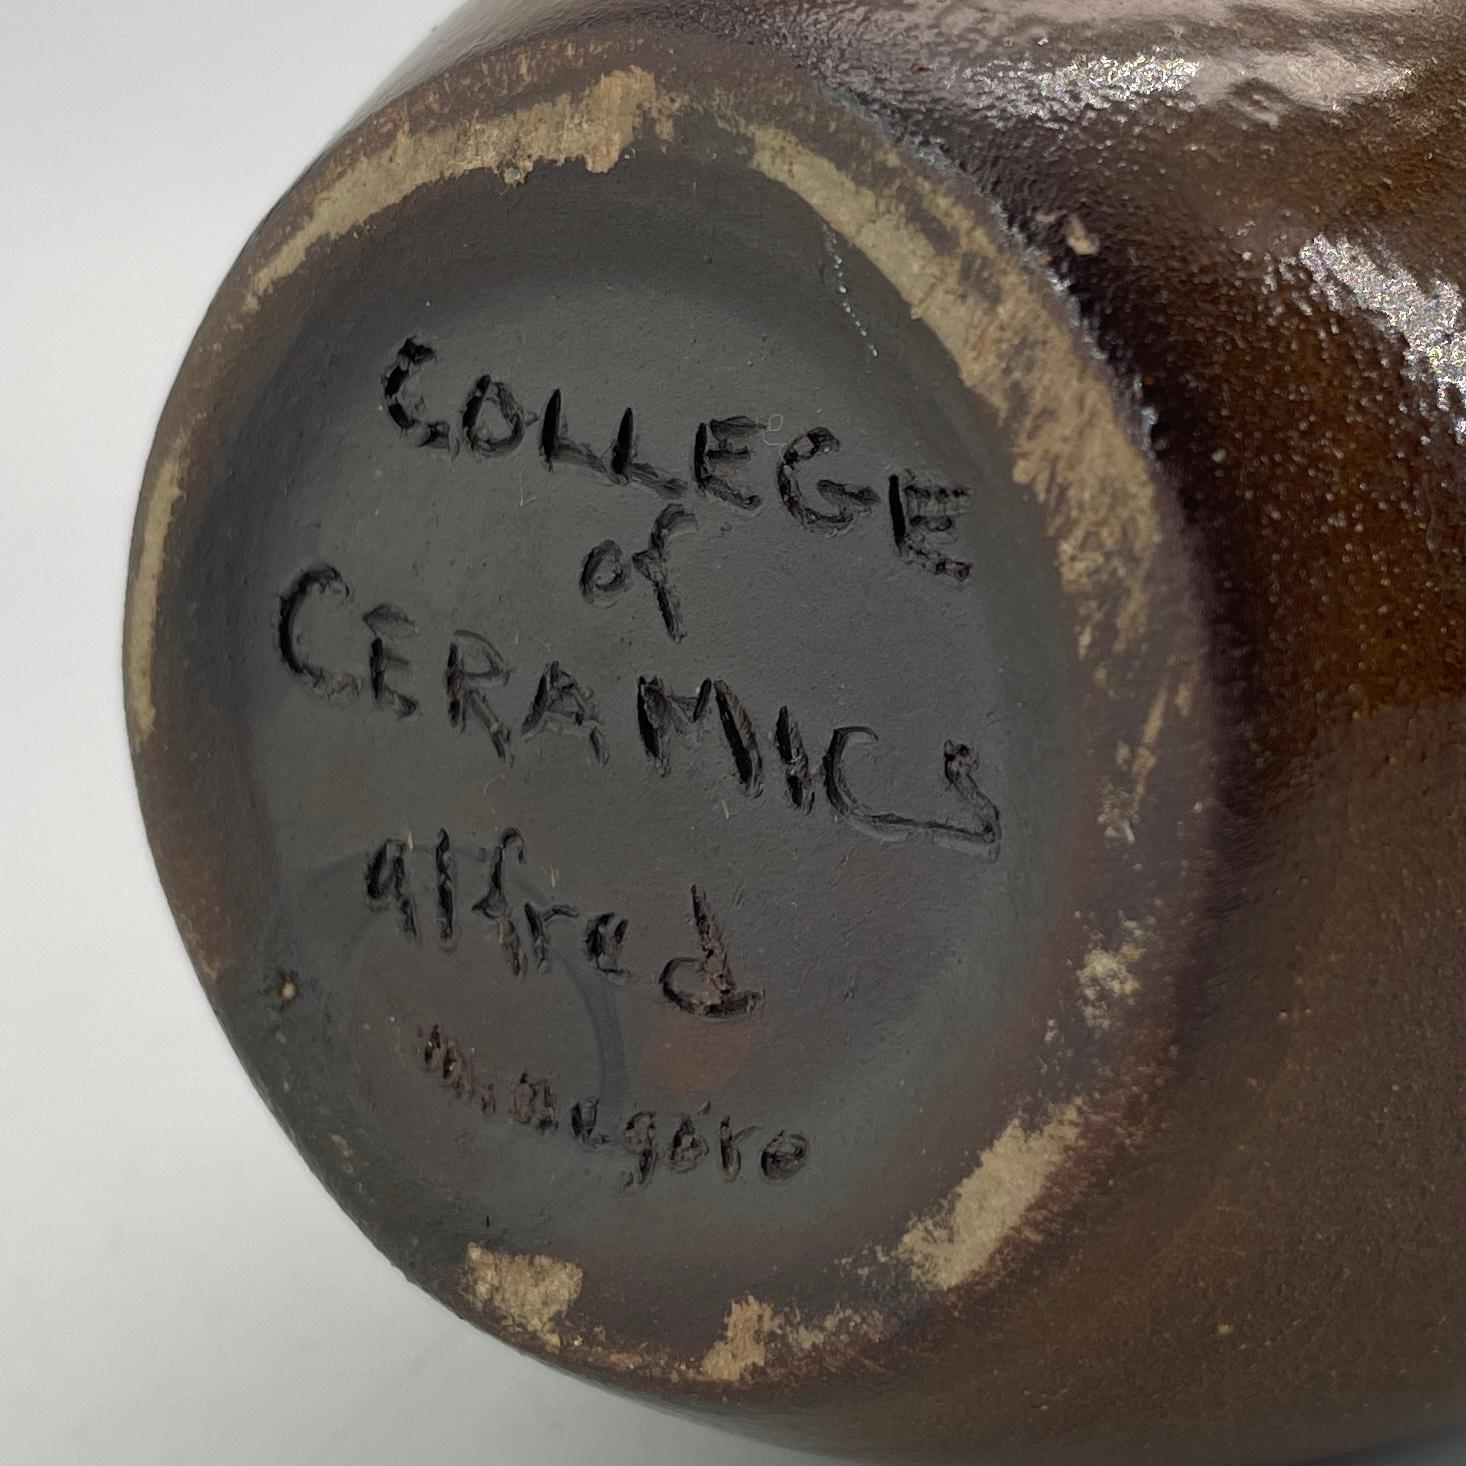 COLLEGE
of
CERAMICS
alfred